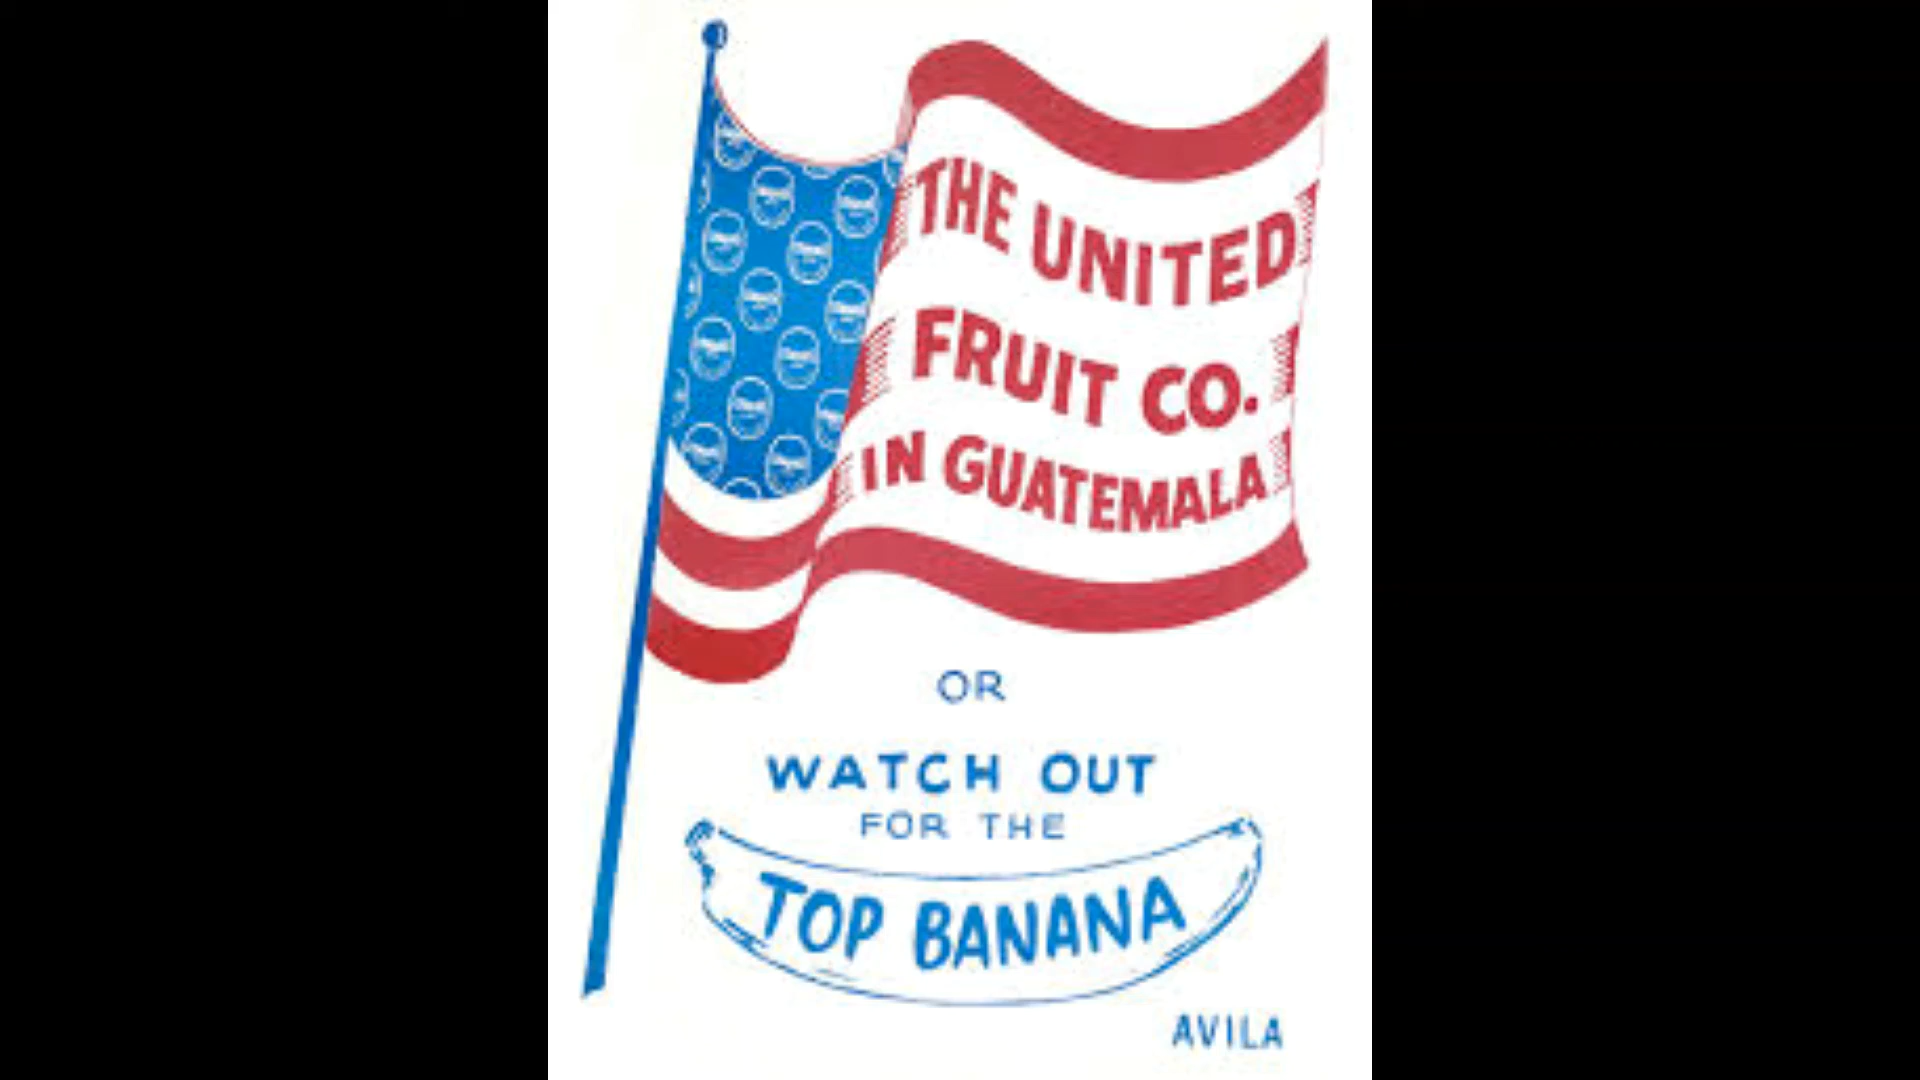 THE UNITED
FRUIT CO.
IN GUATEMALA
OR
WATCH OUT
FOR THE
TOP BANANA
AVILA